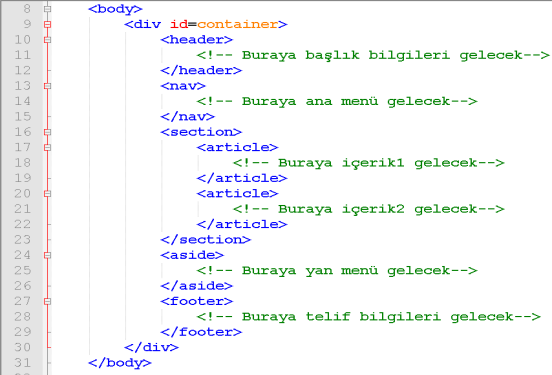 8 <body>
9 <div id=container>
10 <header>
11 <!-- Buraya başlık bilgileri gelecek-->
12 </header>
13 <nav>
14 <!-- Buraya ana menü gelecek-->
15 </nav>
16 <section>
17 <article>
18 <!-- Buraya içerik1 gelecek-->
19 </article>
20 <article>
21 <!-- Buraya içerik2 gelecek-->
22 </article>
23 </section>
24 <aside>
25 <!-- Buraya yan menü gelecek-->
26 </aside>
27 <footer>
28 <!-- Buraya telif bilgileri gelecek-->
29 </footer>
30 </div>
31 </body>